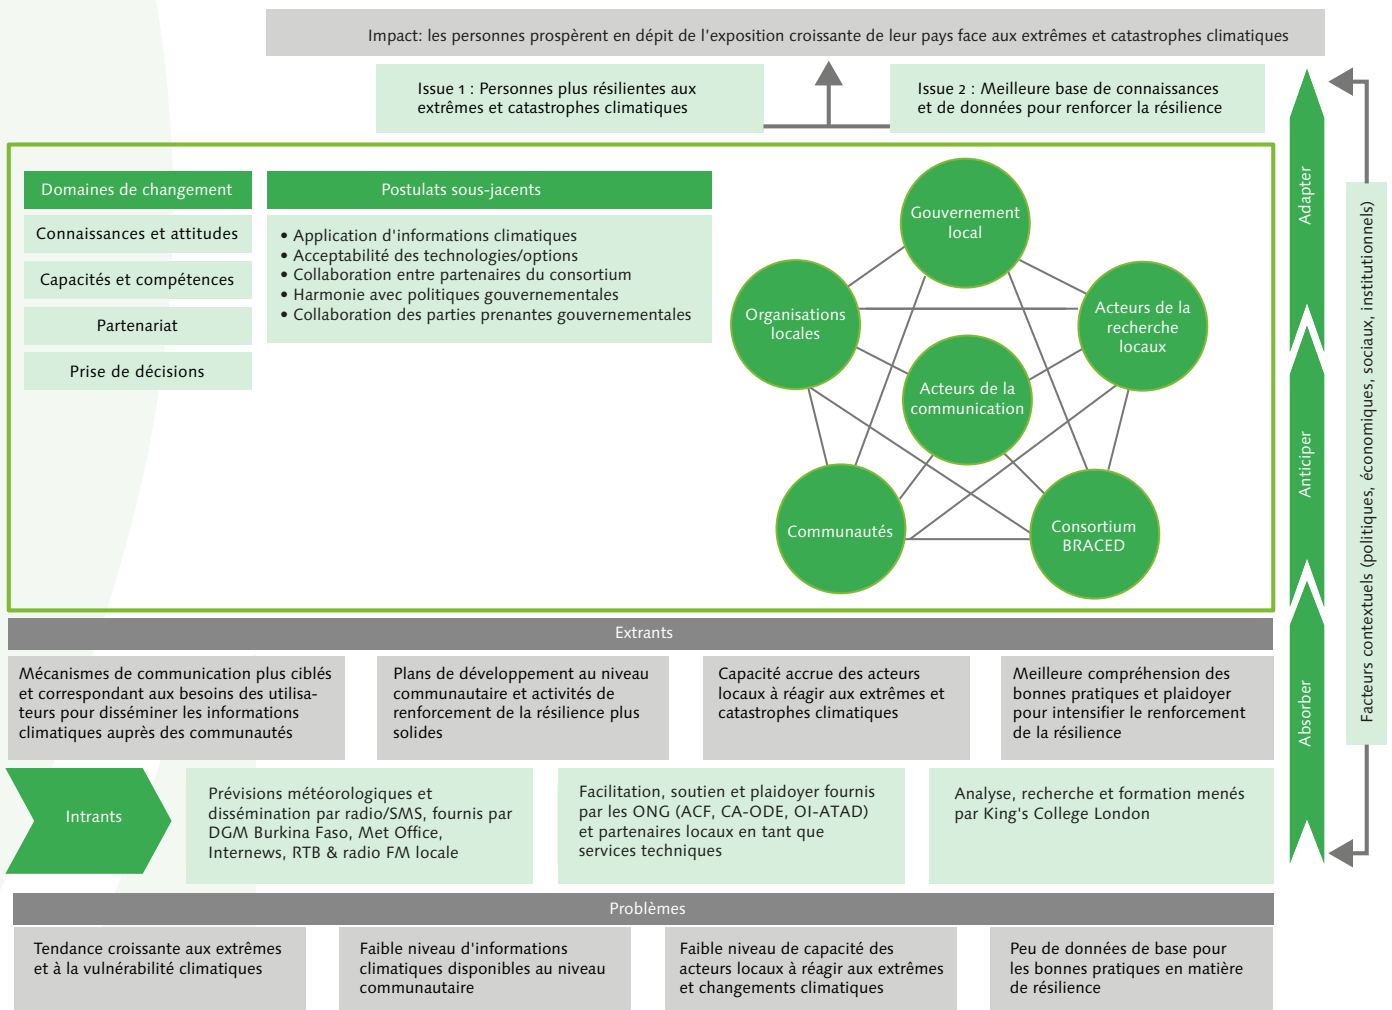 Impact: les personnes prospèrent en dépit de l'exposition croissante de leur pays face aux extrêmes et catastrophes climatiques
Issue 1 : Personnes plus résilientes aux
extrêmes et catastrophes climatiques
Issue 2 : Meilleure base de connaissances
et de données pour renforcer la résilience
Domaines de changement
Connaissances et attitudes
Capacités et compétences
Partenariat
Prise de décisions
Postulats sous-jacents
• Application d'informations climatiques
• Acceptabilité des technologies/options
• Collaboration entre partenaires du consortium
• Harmonie avec politiques gouvernementales
• Collaboration des parties prenantes gouvernementales
Gouvernement
local
Organisations
locales
Acteurs de la
recherche
locaux
Acteurs de la
communication
Communautés
Consortium
BRACED
Adapter
Anticiper
Absorber
Facteurs contextuels (politiques, économiques, sociaux, institutionnels)
Extrants
Mécanismes de communication plus ciblés
et correspondant aux besoins des utilisa-
teurs pour disséminer les informations
climatiques auprès des communautés
Plans de développement au niveau
communautaire et activités de
renforcement de la résilience plus
solides
Capacité accrue des acteurs
locaux à réagir aux extrêmes et
catastrophes climatiques
Meilleure compréhension des
bonnes pratiques et plaidoyer
pour intensifier le renforcement
de la résilience
Intrants
Prévisions météorologiques et
dissémination par radio/SMS, fournis par
DGM Burkina Faso, Met Office,
Internews, RTB & radio FM locale
Facilitation, soutien et plaidoyer fournis
par les ONG (ACF, CA-ODE, OI-ATAD)
et partenaires locaux en tant que
services techniques
Analyse, recherche et formation menés
par King's College London
Problèmes
Tendance croissante aux extrêmes
et à la vulnérabilité climatiques
Faible niveau d'informations
climatiques disponibles au niveau
communautaire
Faible niveau de capacité des
acteurs locaux à réagir aux extrêmes
et changements climatiques
Peu de données de base pour
les bonnes pratiques en matière
de résilience